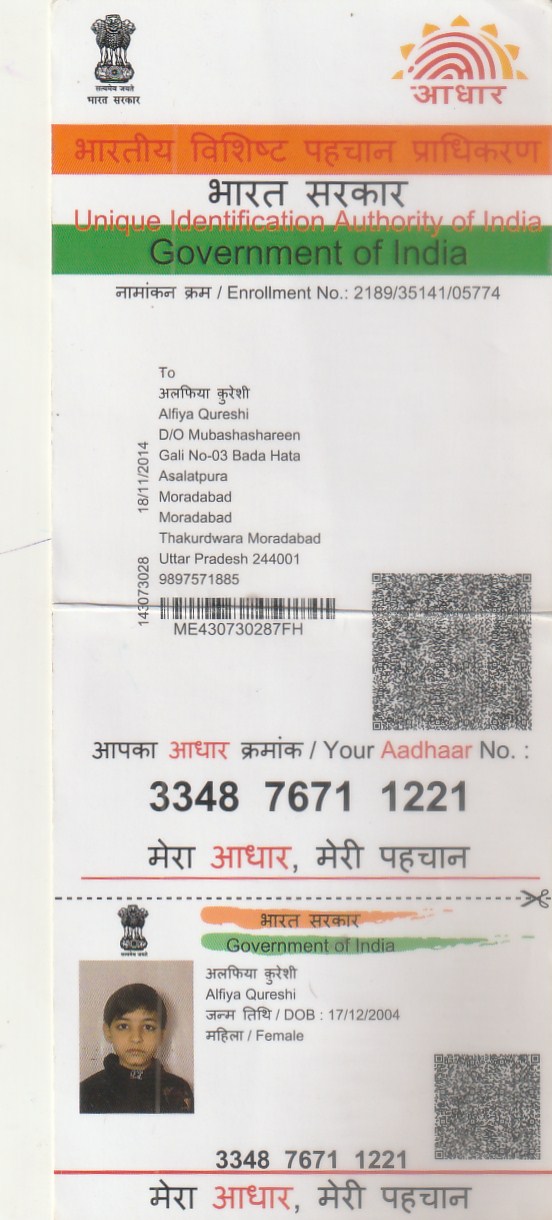 सत्यमेव जयते
भारत सरकार
आधार
भारतीय विशिष्ट पहचान प्राधिकरण
भारत सरकार
Unique Identification Authority of India
Government of India
नामांकन क्रम / Enrollment No.: 2189/35141/05774
To
अलफिया कुरेशी
Alfiya Qureshi
D/O Mubashashareen
Gali No-03 Bada Hata
Asalatpura
Moradabad
Moradabad
Thakurdwara Moradabad
Uttar Pradesh 244001
9897571885
18/11/2014
143073028
ME430730287FH
आपका आधार क्रमांक / Your Aadhaar No. :
3348 7671 1221
मेरा आधार, मेरी पहचान
भारत सरकार
Government of India
अलफिया कुरेशी
Alfiya Qureshi
जन्म तिथि / DOB : 17/12/2004
महिला / Female
3348 7671 1221
मेरा आधार, मेरी पहचान